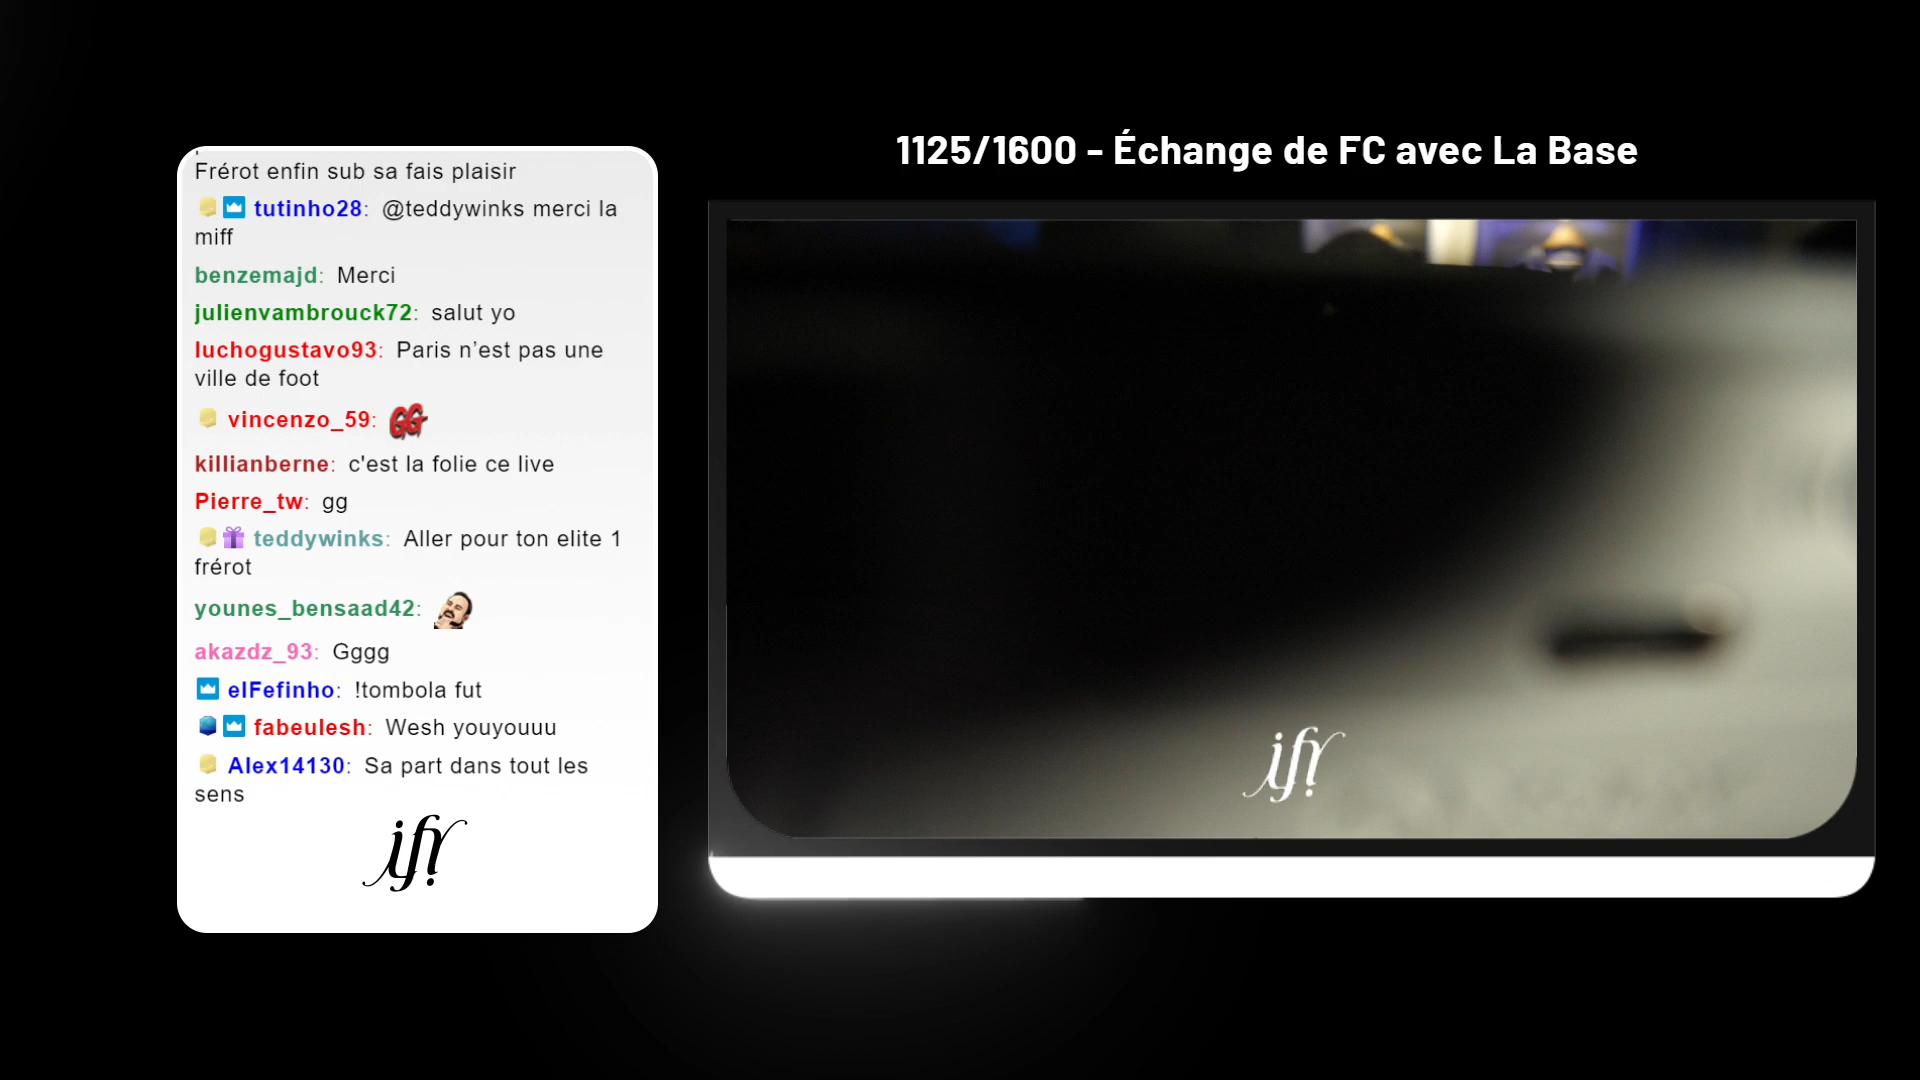 1125/1600 - Échange de FC avec La Base
Frérot enfin sub sa fais plaisir
tutinho28: @teddywinks merci la
miff
benzemajd: Merci
julienvambrouck72: salut yo
luchogustavo93: Paris n’est pas une
ville de foot
vincenzo_59: GG
killianberne: c'est la folie ce live
Pierre_tw: gg
teddywinks: Aller pour ton elite 1
frérot
younes_bensaad42:
akazdz_93: Gggg
elFefinho: !tombola fut
fabeulesh: Wesh youyouuu
Alex14130: Sa part dans tout les
sens